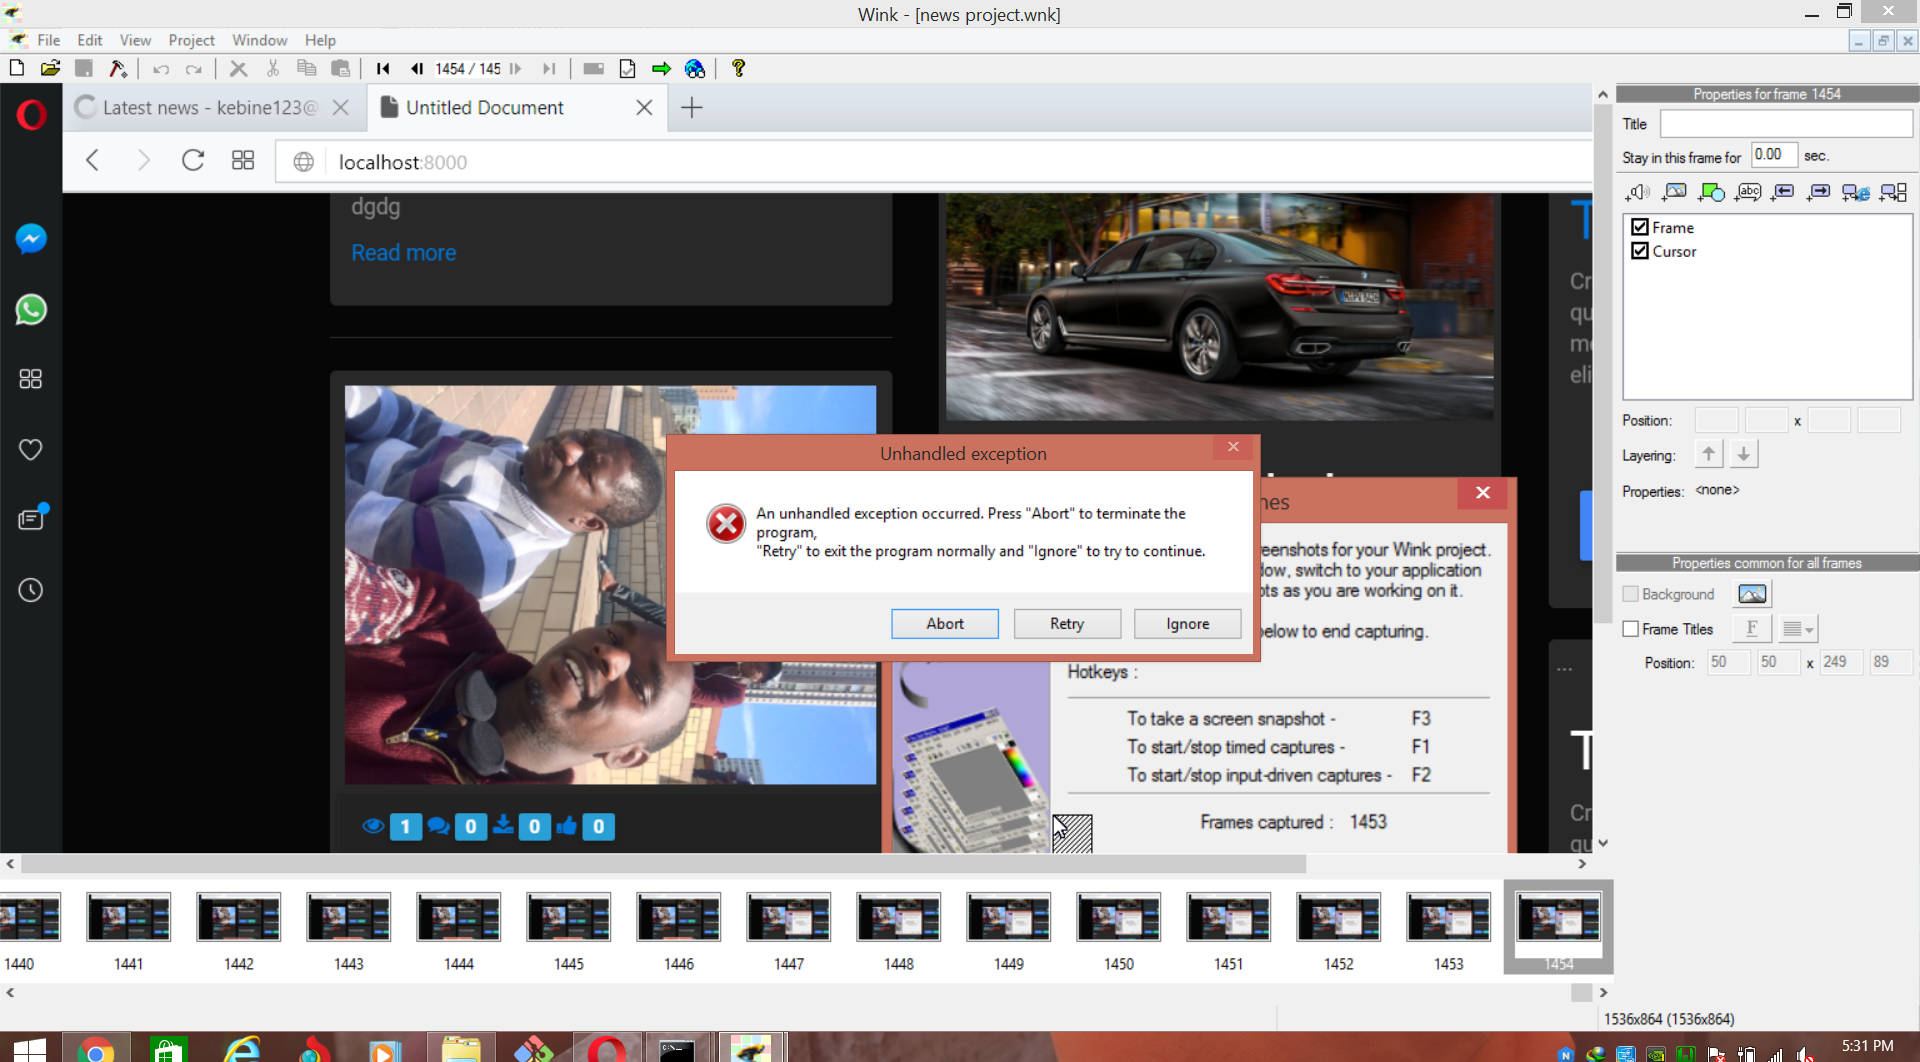 Wink - [news project.wnk]
File Edit View Project Window Help
1454 / 145
Latest news - kebine123@
Untitled Document
localhost:8000
dgdg
Read more
Unhandled exception
An unhandled exception occurred. Press "Abort" to terminate the
program,
"Retry" to exit the program normally and "Ignore" to try to continue.
Abort Retry Ignore
nes
eenshots for your Wink project.
low, switch to your application
ots as you are working on it.
below to end capturing.
Hotkeys :
To take a screen snapshot - F3
To start/stop timed captures - F1
To start/stop input-driven captures - F2
Frames captured : 1453
1 0 0 0
T
Cr
qu
me
eli
...
T
Cr
qu
Properties for frame 1454
Title
Stay in this frame for 0.00 sec.
abc
Frame
Cursor
Position: x
Layering:
Properties: <none>
Properties common for all frames
Background
Frame Titles F
Position: 50 50 x 249 89
1440 1441 1442 1443 1444 1445 1446 1447 1448 1449 1450 1451 1452 1453 1454
1536x864 (1536x864)
5:31 PM